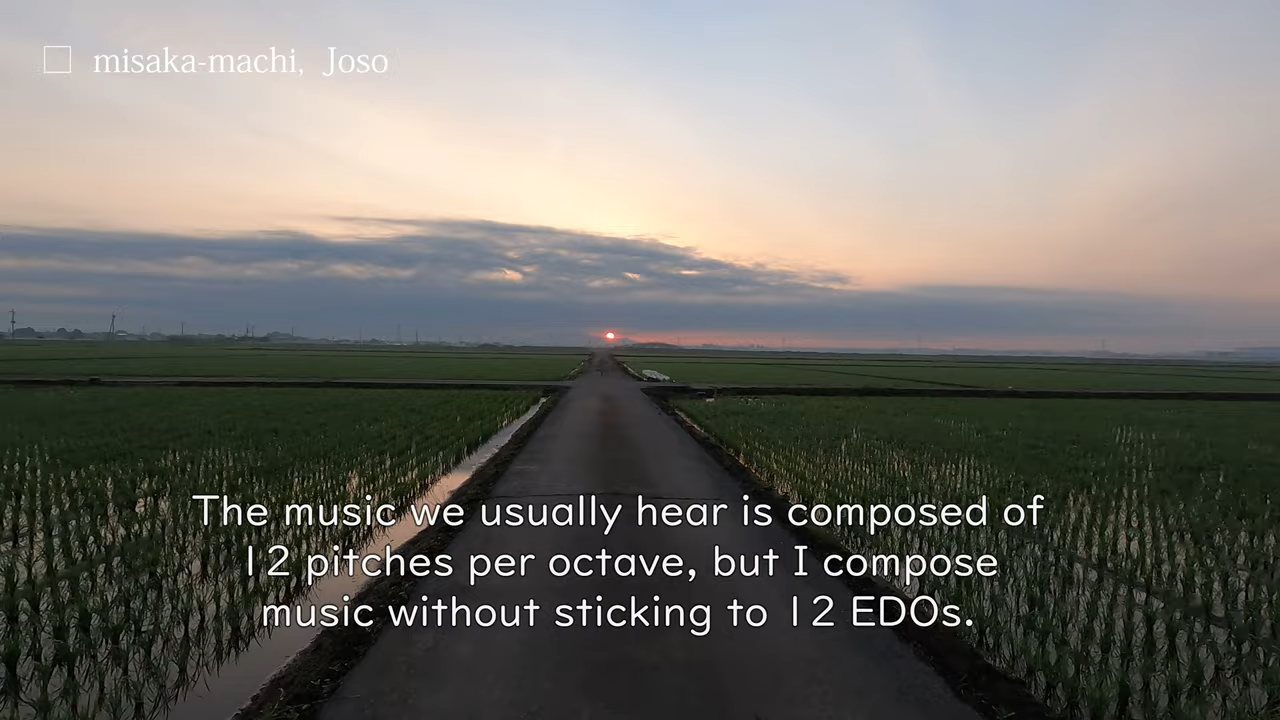 □ misaka-machi, Joso
The music we usually hear is composed of
12 pitches per octave, but I compose
music without sticking to 12 EDOs.